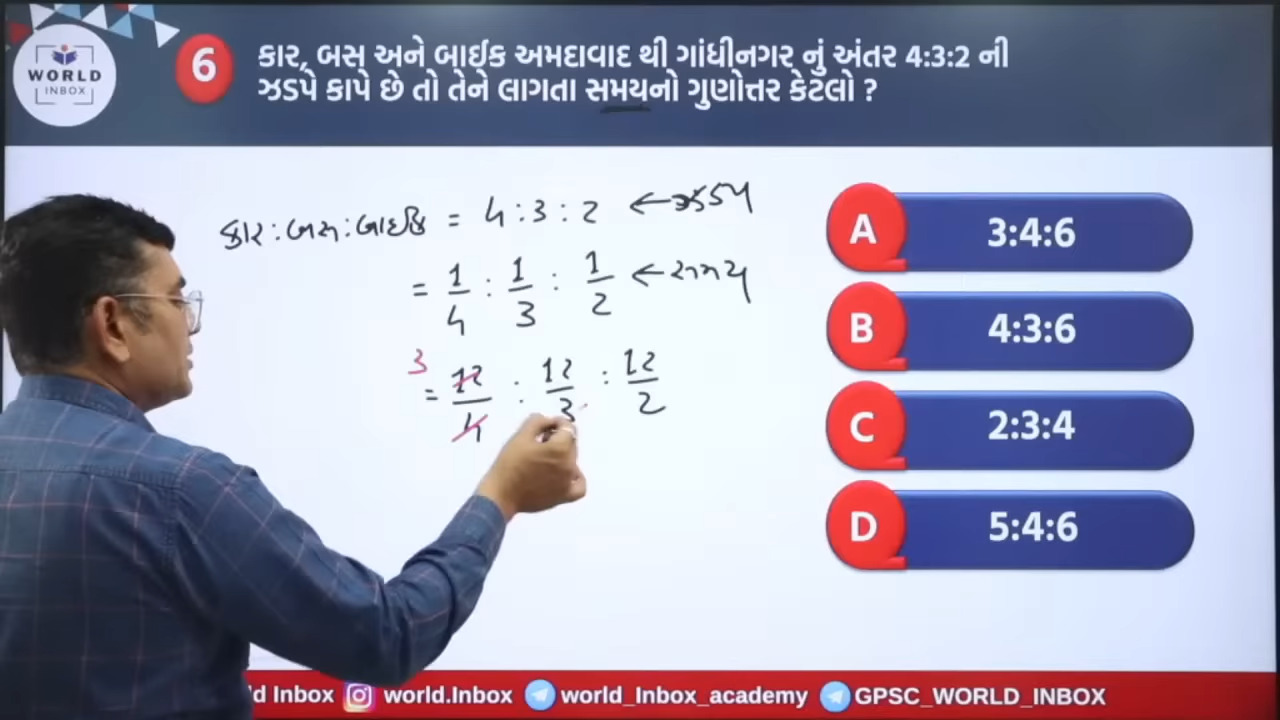 WORLD
INBOX
6
કાર, બસ અને બાઈક અમદાવાદ થી ગાંધીનગર નું અંતર 4:3:2 ની
ઝડપે કાપે છે તો તેને લાગતા સમયનો ગુણોત્તર કેટલો ?
કાર : બસ : બાઈક = 4 : 3 : 2 ← ઝડપ
= 1/4 : 1/3 : 1/2 ← સમય
3
= 12/4 : 12/3 : 12/2
A 3:4:6
B 4:3:6
C 2:3:4
D 5:4:6
d Inbox world.Inbox world_Inbox_academy GPSC_WORLD_INBOX